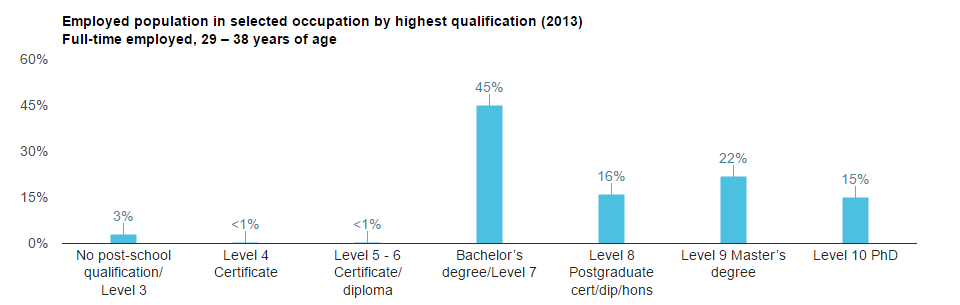 Employed population in selected occupation by highest qualification (2013)
Full-time employed, 29 – 38 years of age
60%
45%
30%
15%
0%
3%
<1%
<1%
45%
16%
22%
15%
No post-school
qualification/
Level 3
Level 4
Certificate
Level 5 - 6
Certificate/
diploma
Bachelor’s
degree/Level 7
Level 8
Postgraduate
cert/dip/hons
Level 9 Master’s
degree
Level 10 PhD